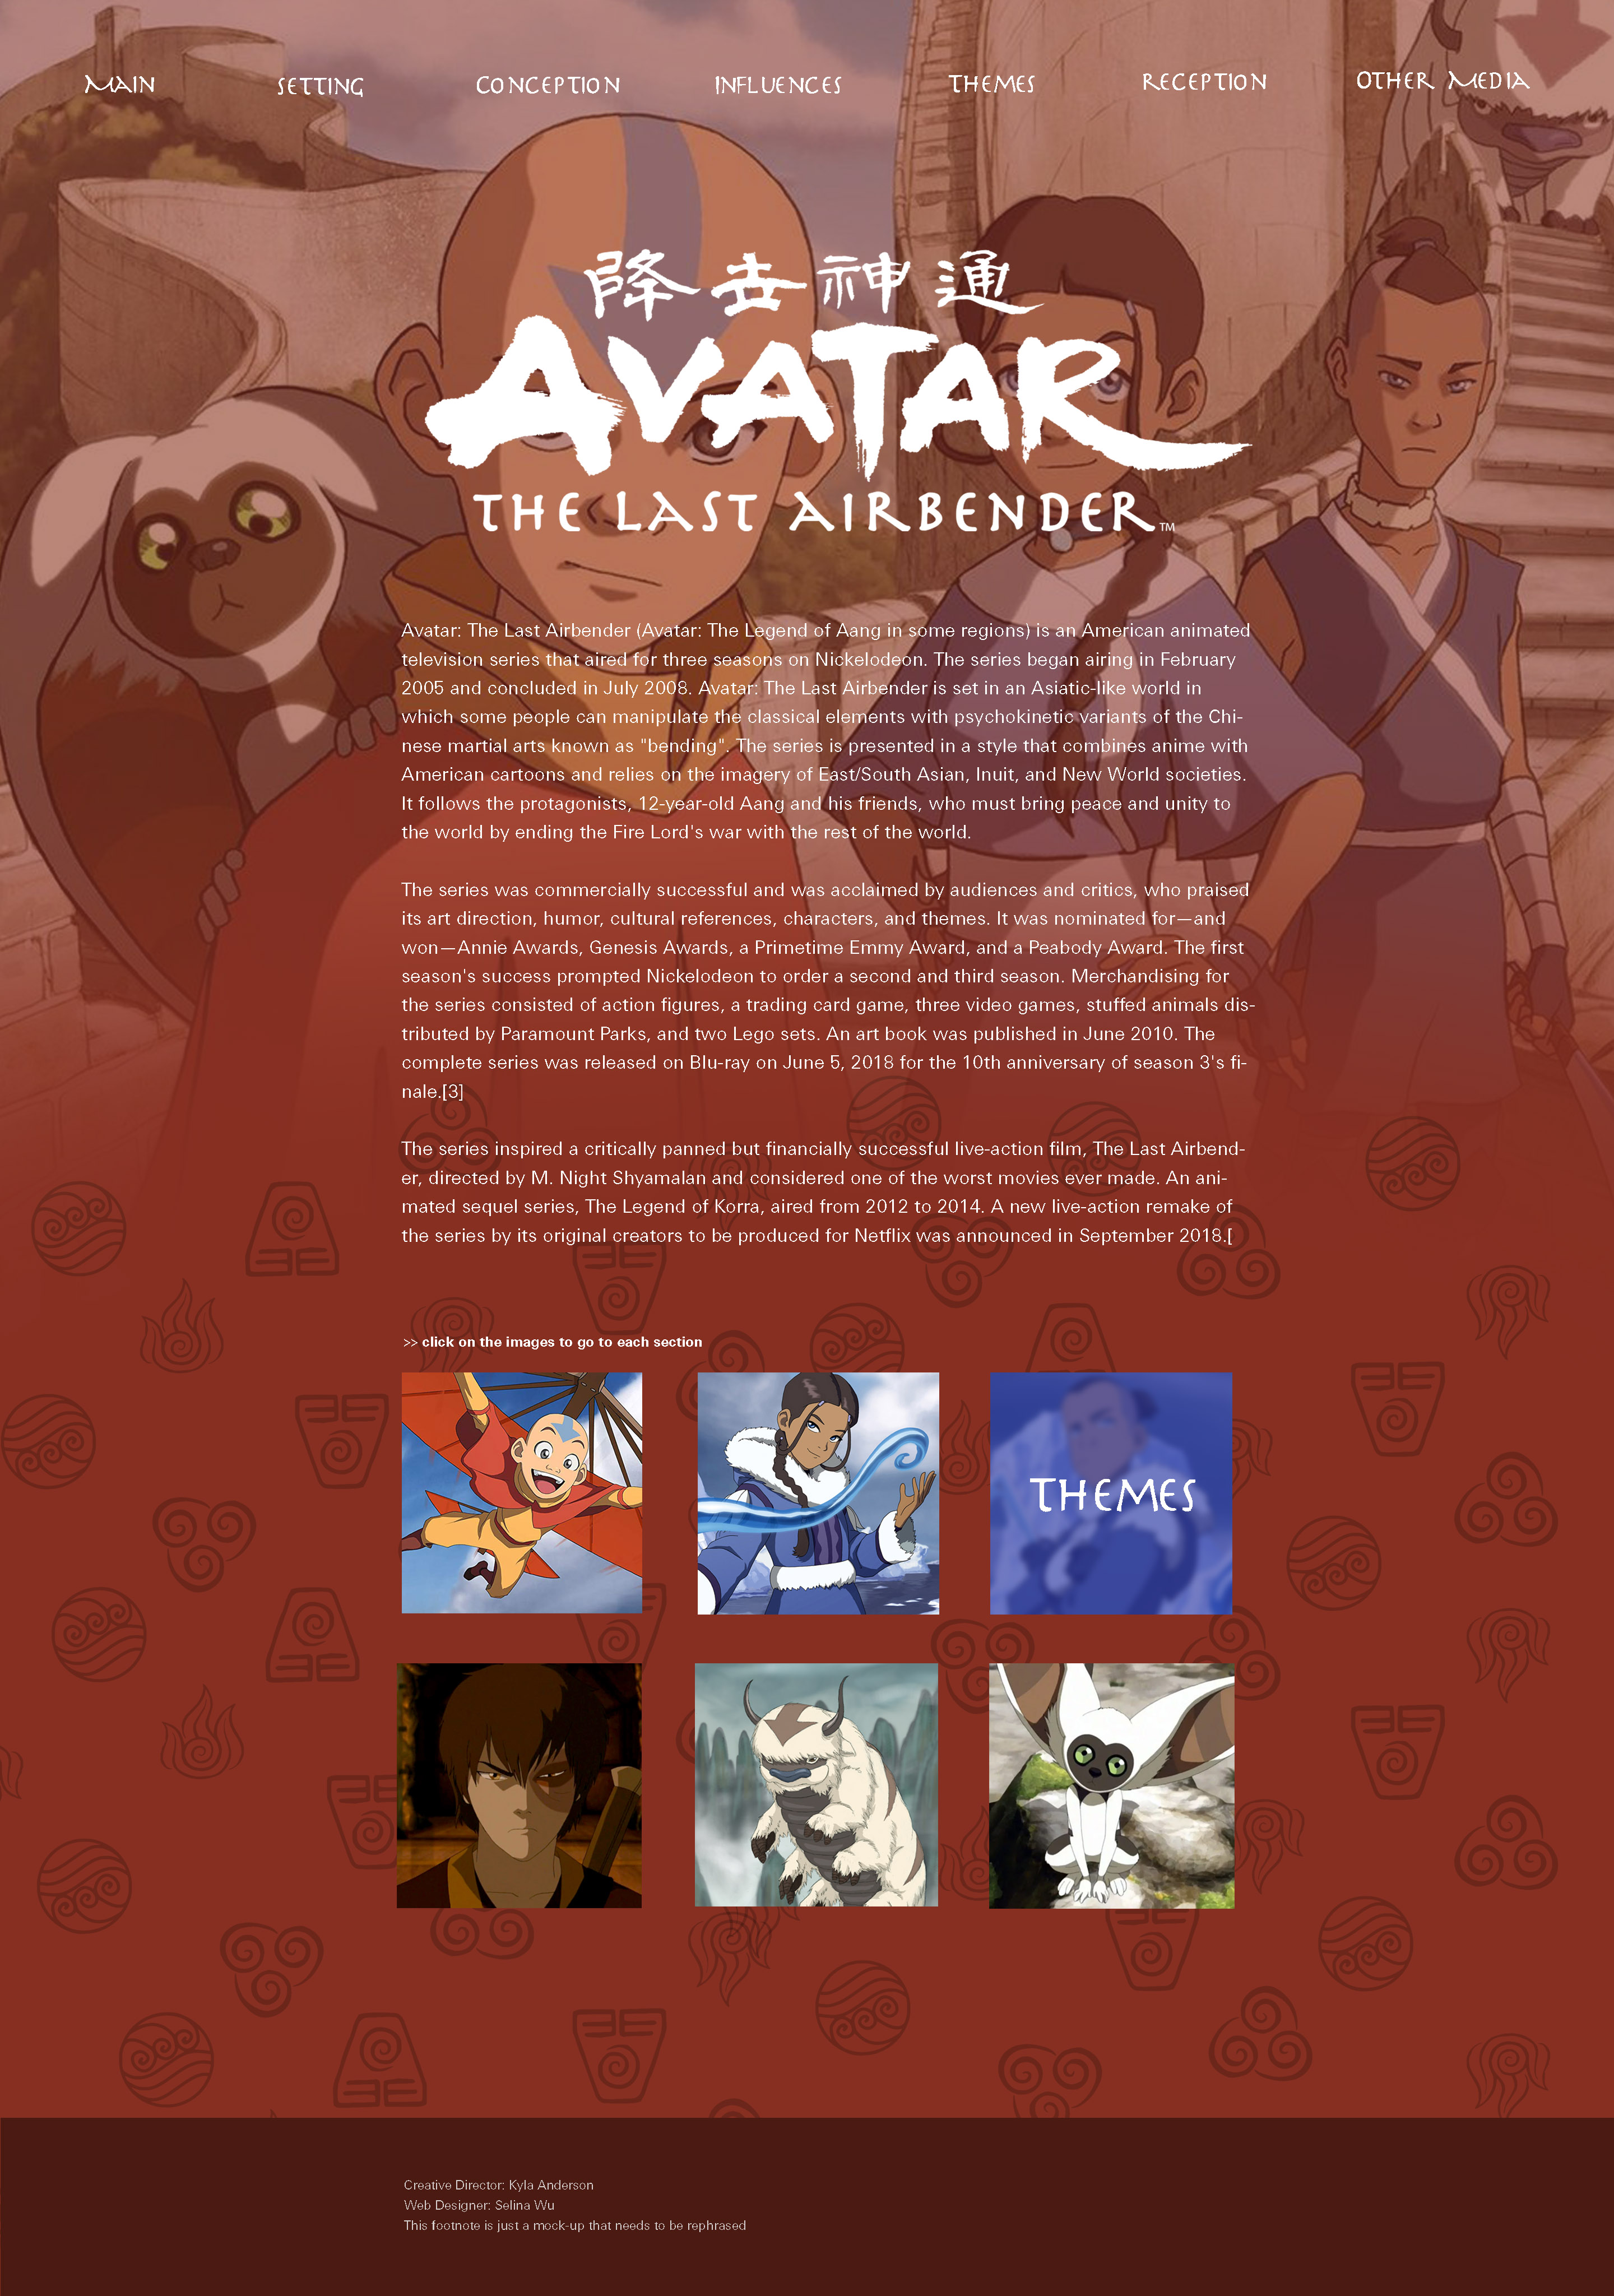 MAIN
SETTING
CONCEPTION
INFLUENCES
THEMES
RECEPTION
OTHER MEDIA
降世神通
AVATAR
THE LAST AIRBENDER™
Avatar: The Last Airbender (Avatar: The Legend of Aang in some regions) is an American animated
television series that aired for three seasons on Nickelodeon. The series began airing in February
2005 and concluded in July 2008. Avatar: The Last Airbender is set in an Asiatic-like world in
which some people can manipulate the classical elements with psychokinetic variants of the Chi-
nese martial arts known as "bending". The series is presented in a style that combines anime with
American cartoons and relies on the imagery of East/South Asian, Inuit, and New World societies.
It follows the protagonists, 12-year-old Aang and his friends, who must bring peace and unity to
the world by ending the Fire Lord's war with the rest of the world.
The series was commercially successful and was acclaimed by audiences and critics, who praised
its art direction, humor, cultural references, characters, and themes. It was nominated for—and
won—Annie Awards, Genesis Awards, a Primetime Emmy Award, and a Peabody Award. The first
season's success prompted Nickelodeon to order a second and third season. Merchandising for
the series consisted of action figures, a trading card game, three video games, stuffed animals dis-
tributed by Paramount Parks, and two Lego sets. An art book was published in June 2010. The
complete series was released on Blu-ray on June 5, 2018 for the 10th anniversary of season 3's fi-
nale.[3]
The series inspired a critically panned but financially successful live-action film, The Last Airbend-
er, directed by M. Night Shyamalan and considered one of the worst movies ever made. An ani-
mated sequel series, The Legend of Korra, aired from 2012 to 2014. A new live-action remake of
the series by its original creators to be produced for Netflix was announced in September 2018.[
>> click on the images to go to each section
THEMES
Creative Director: Kyla Anderson
Web Designer: Selina Wu
This footnote is just a mock-up that needs to be rephrased